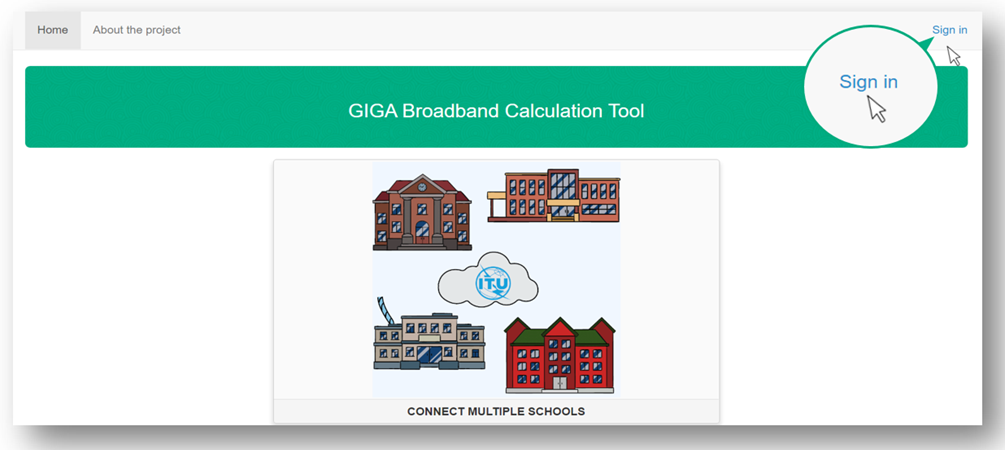 Home About the project Sign in
Sign in
GIGA Broadband Calculation Tool
ITU
CONNECT MULTIPLE SCHOOLS